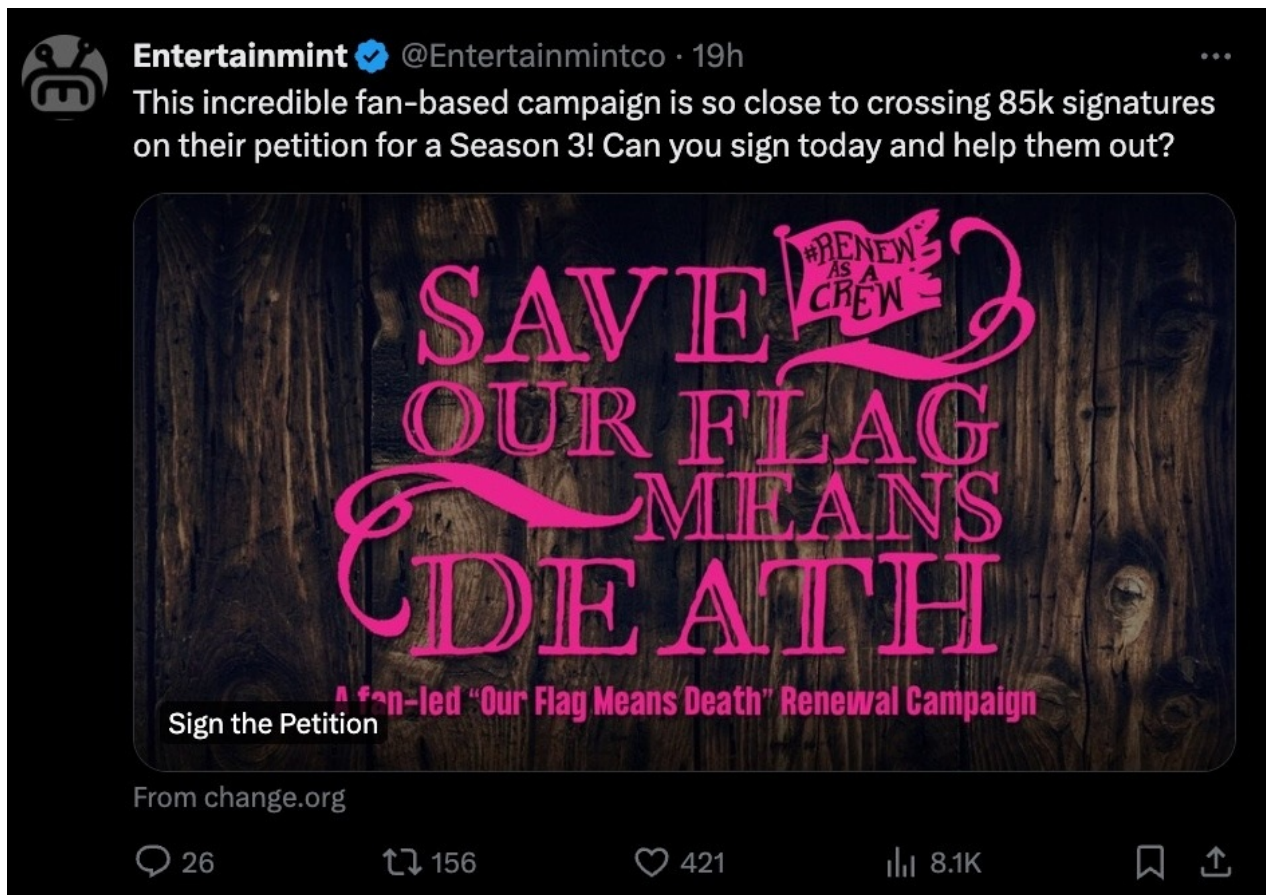 Entertainmint @Entertainmintco · 19h
This incredible fan-based campaign is so close to crossing 85k signatures
on their petition for a Season 3! Can you sign today and help them out?
#RENEW
AS A
CREW
SAVE
OUR FLAG
MEANS
DEATH
A fan-led “Our Flag Means Death” Renewal Campaign
Sign the Petition
From change.org
26 156 421 8.1K